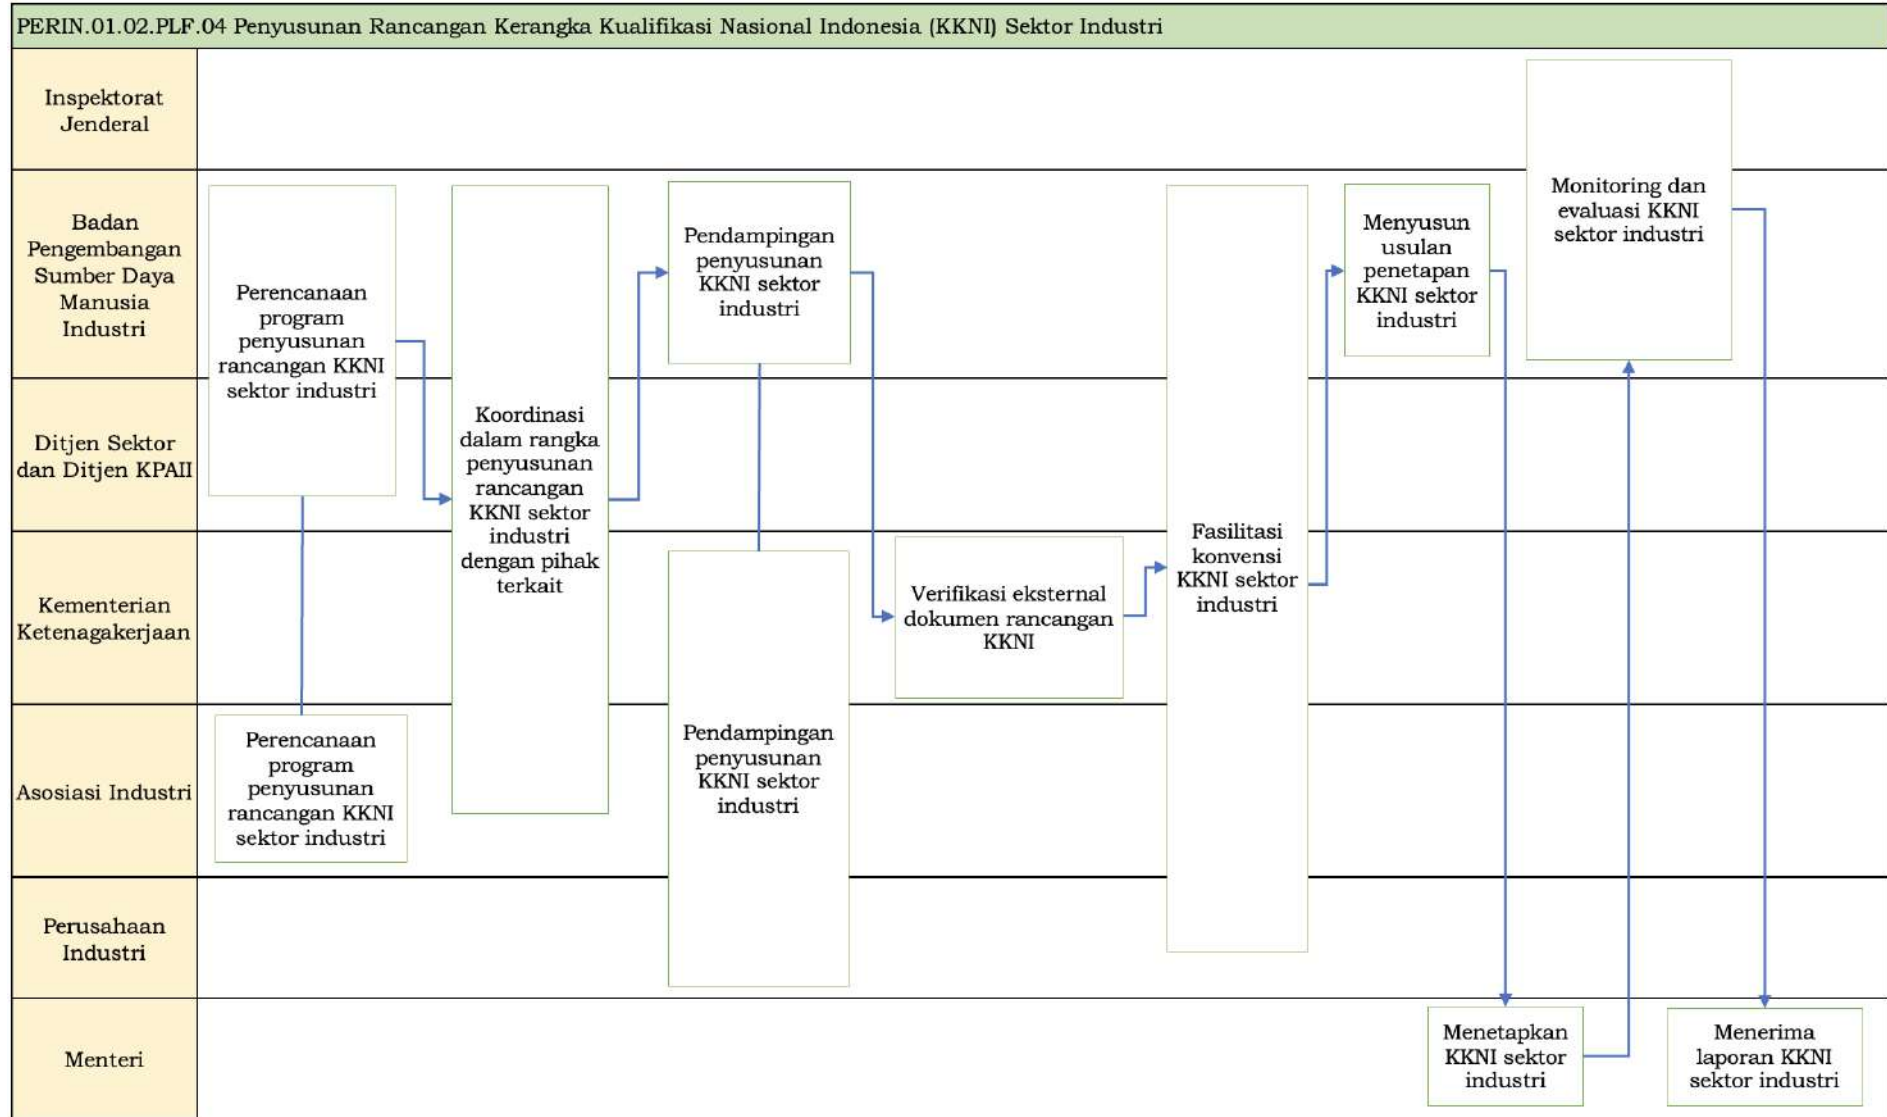 PERIN.01.02.PLF.04 Penyusunan Rancangan Kerangka Kualifikasi Nasional Indonesia (KKNI) Sektor Industri
Inspektorat
Jenderal
Badan
Pengembangan
Sumber Daya
Manusia
Industri
Ditjen Sektor
dan Ditjen KPAII
Kementerian
Ketenagakerjaan
Asosiasi Industri
Perusahaan
Industri
Menteri
Perencanaan
program
penyusunan
rancangan KKNI
sektor industri
Perencanaan
program
penyusunan
rancangan KKNI
sektor industri
Koordinasi
dalam rangka
penyusunan
rancangan
KKNI sektor
industri
dengan pihak
terkait
Pendampingan
penyusunan
KKNI sektor
industri
Pendampingan
penyusunan
KKNI sektor
industri
Verifikasi eksternal
dokumen rancangan
KKNI
Fasilitasi
konvensi
KKNI sektor
industri
Menyusun
usulan
penetapan
KKNI sektor
industri
Menetapkan
KKNI sektor
industri
Monitoring dan
evaluasi KKNI
sektor industri
Menerima
laporan KKNI
sektor industri